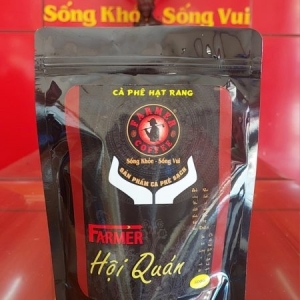 Sống Khỏe • Sống Vui
CÀ PHÊ HẠT RANG
FARMER
COFFEE
Sống Khỏe - Sống Vui
SẢN PHẨM CÀ PHÊ SẠCH
FARMER
Hội Quán